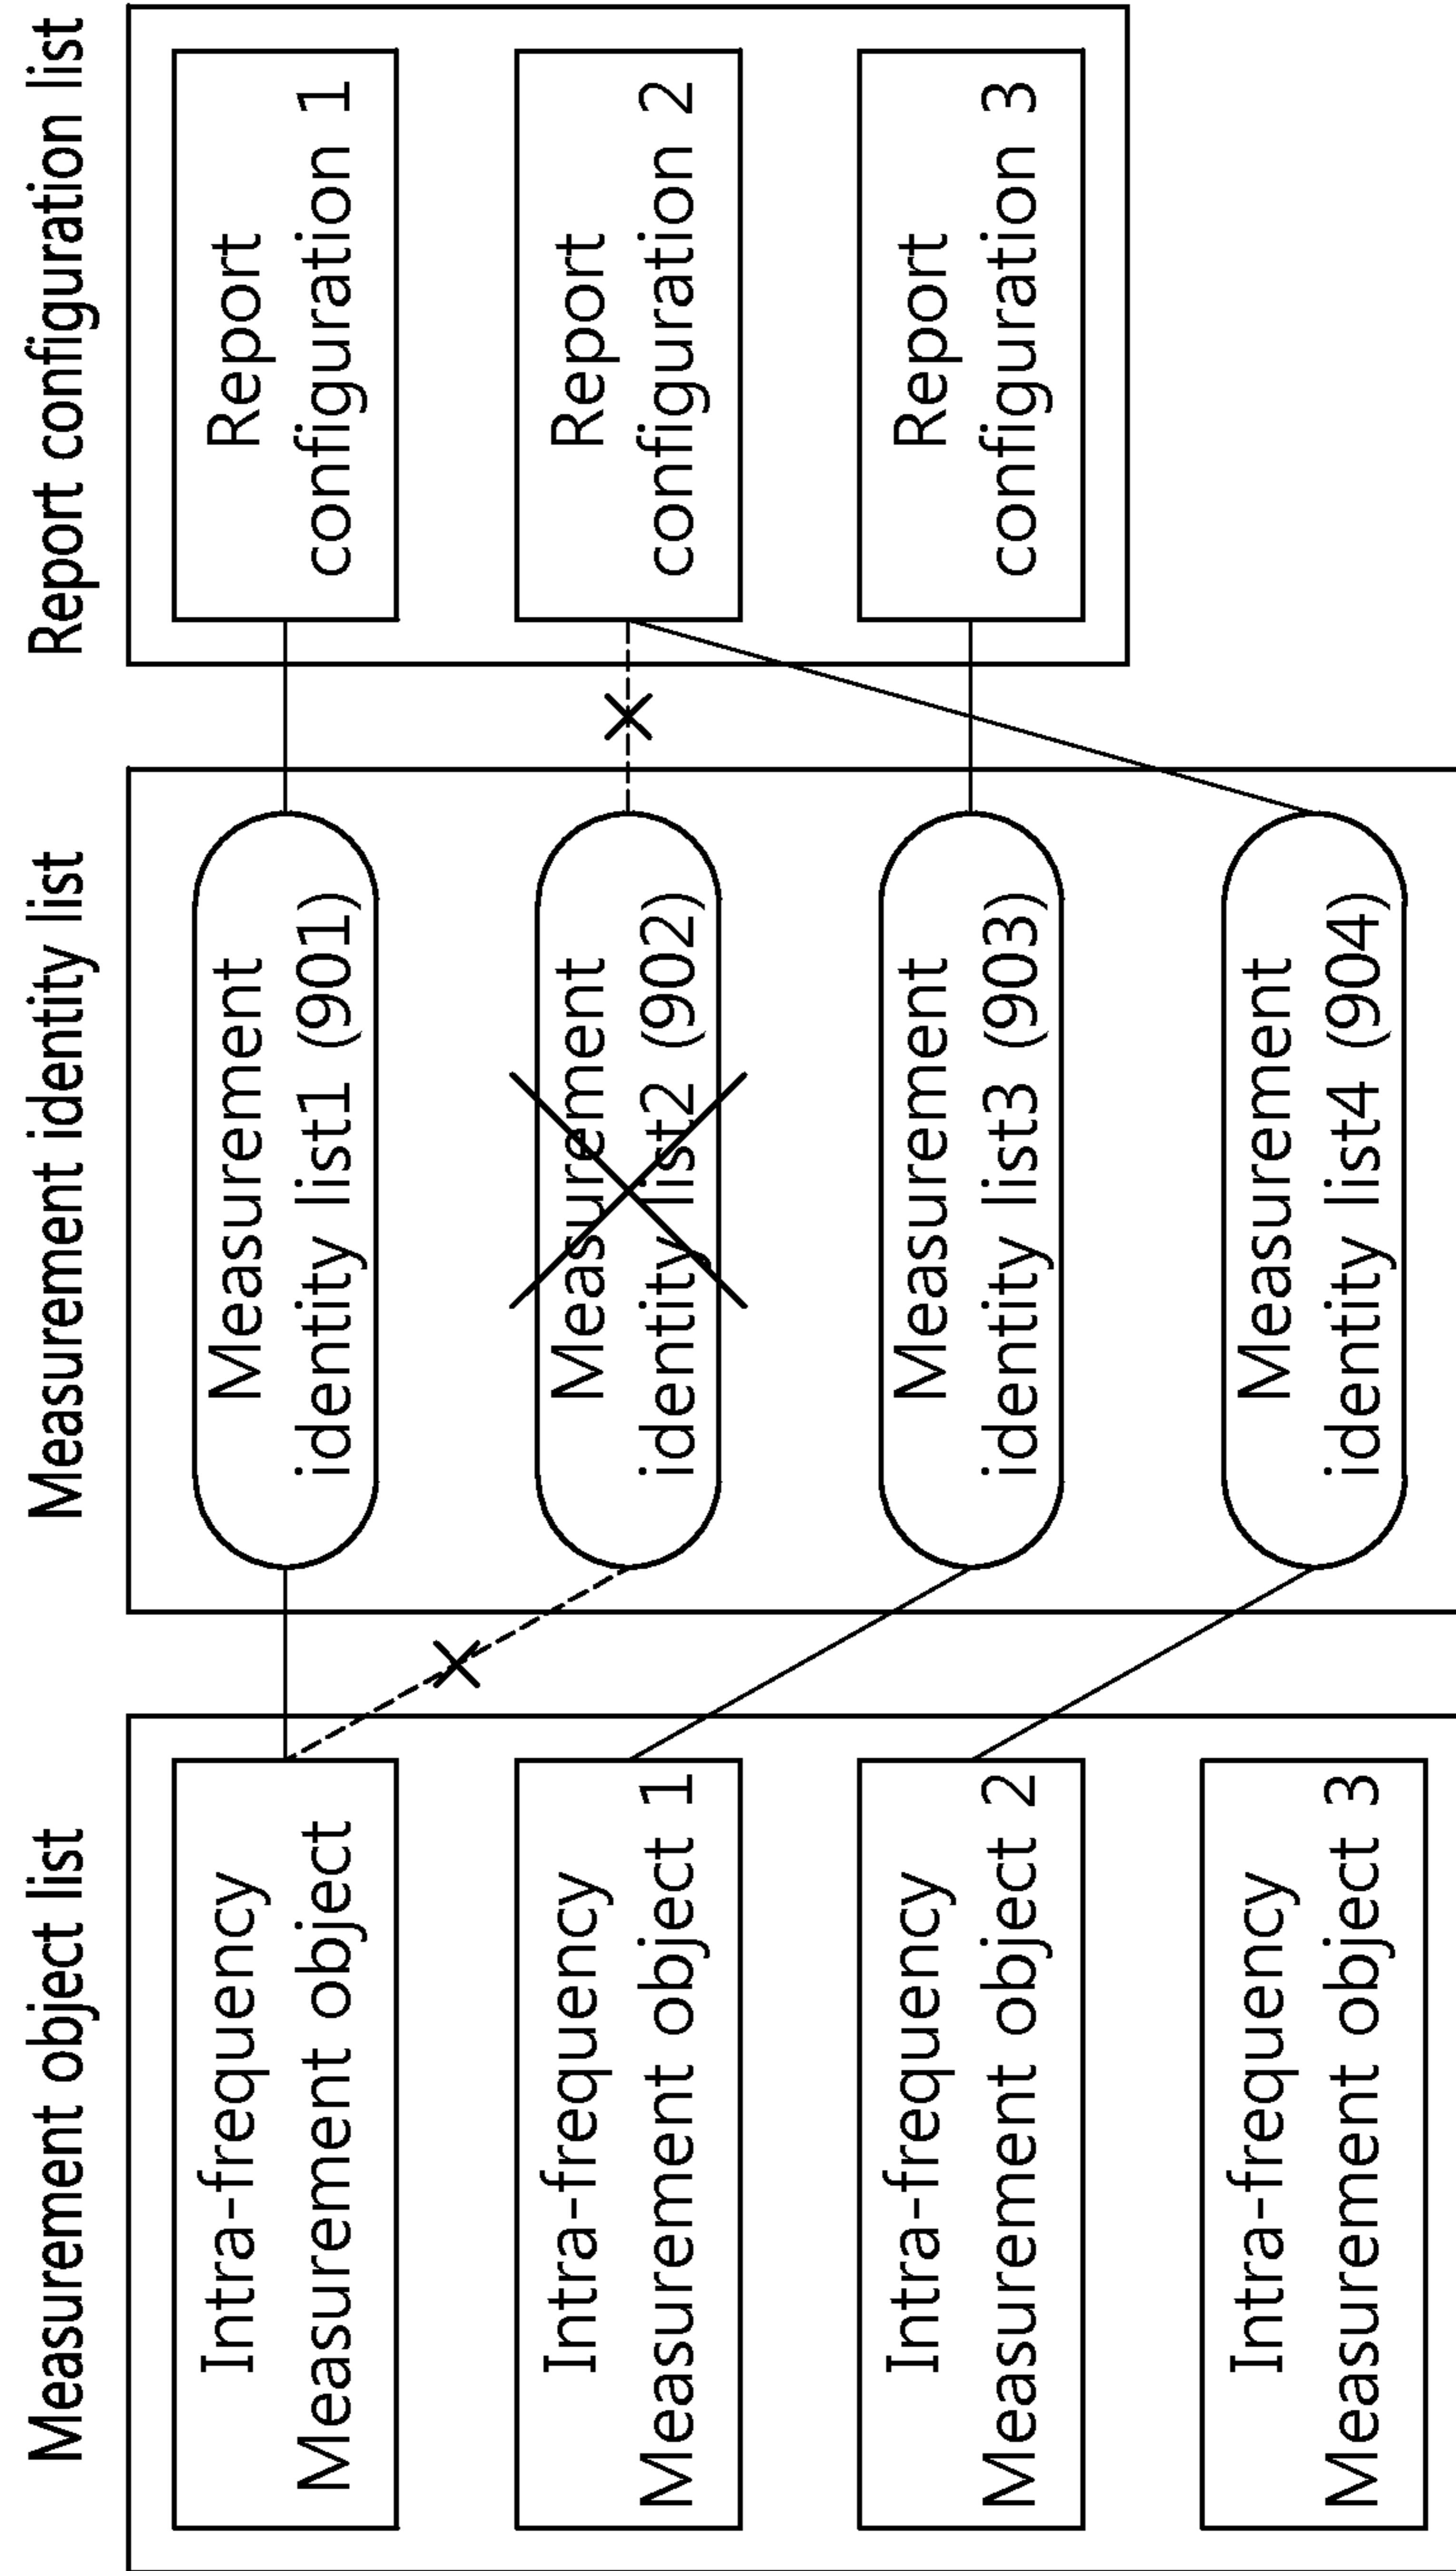 Measurement object list
Intra-frequency
Measurement object
Intra-frequency
Measurement object 1
Intra-frequency
Measurement object 2
Intra-frequency
Measurement object 3
Measurement identity list
Measurement
identity list1 (901)
Measurement
identity list2 (902)
Measurement
identity list3 (903)
Measurement
identity list4 (904)
Report configuration list
Report
configuration 1
Report
configuration 2
Report
configuration 3